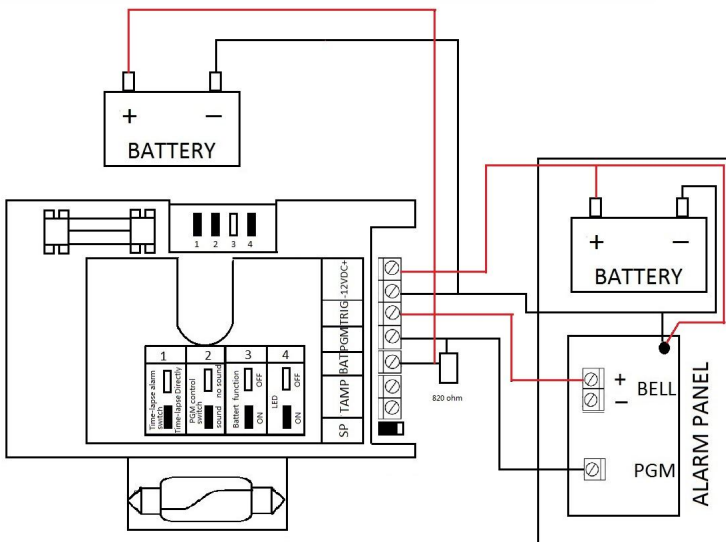 + −
BATTERY
1 2 3 4
+ −
BATTERY
-12VDC+
TRIG
PGM
BAT
TAMP
SP
1 2 3 4
Time-lapse alarm
switch
Time-lapse Directly
PGM control
switch
no sound
sound
Battert function
OFF
ON
LED
OFF
ON
820 ohm
+
BELL
−
PGM
ALARM PANEL